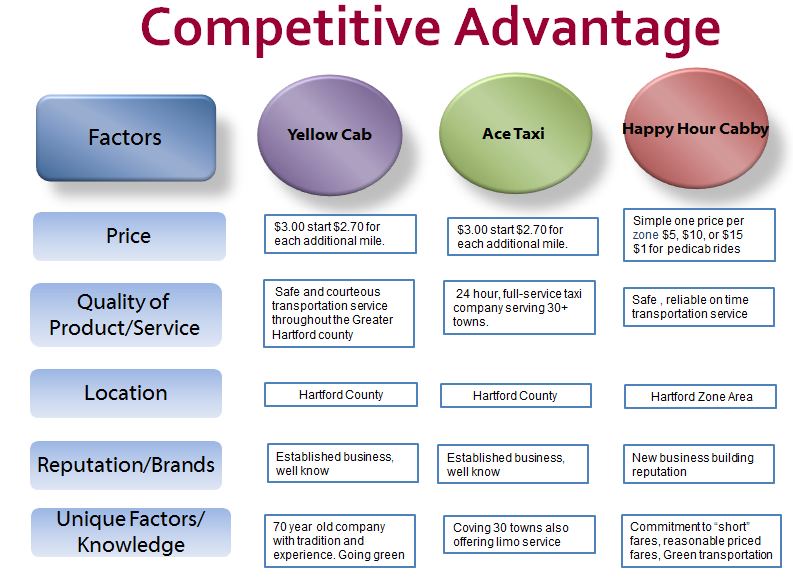 Competitive Advantage
Factors
Yellow Cab
Ace Taxi
Happy Hour Cabby
Price
$3.00 start $2.70 for
each additional mile.
$3.00 start $2.70 for
each additional mile.
Simple one price per
zone $5, $10, or $15
$1 for pedicab rides
Quality of
Product/Service
Safe and courteous
transportation service
throughout the Greater
Hartford county
24 hour, full-service taxi
company serving 30+
towns.
Safe , reliable on time
transportation service
Location
Hartford County
Hartford County
Hartford Zone Area
Reputation/Brands
Established business,
well know
Established business,
well know
New business building
reputation
Unique Factors/
Knowledge
70 year old company
with tradition and
experience. Going green
Coving 30 towns also
offering limo service
Commitment to “short”
fares, reasonable priced
fares, Green transportation